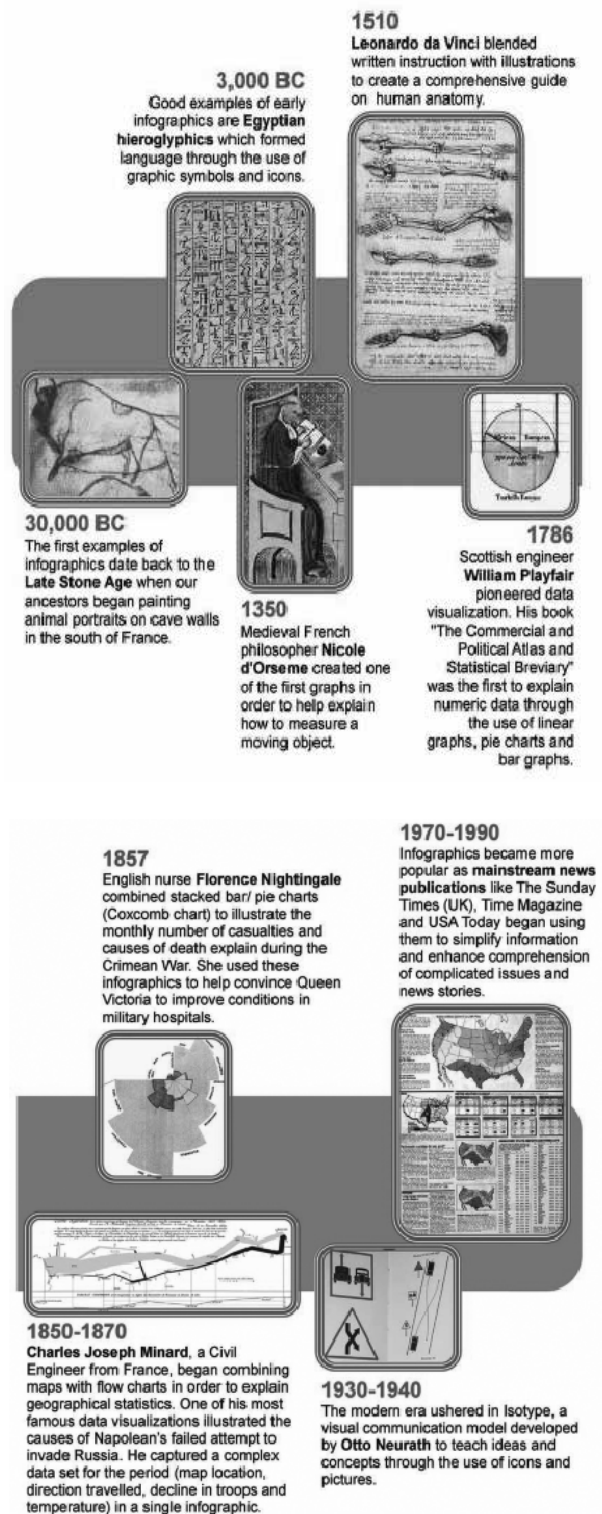 1510
Leonardo da Vinci blended
written instruction with illustrations
to create a comprehensive guide
on human anatomy.
3,000 BC
Good examples of early
infographics are Egyptian
hieroglyphics which formed
language through the use of
graphic symbols and icons.
30,000 BC
The first examples of
infographics date back to the
Late Stone Age when our
ancestors began painting
animal portraits on cave walls
in the south of France.
1350
Medieval French
philosopher Nicole
d'Orseme created one
of the first graphs in
order to help explain
how to measure a
moving object.
1786
Scottish engineer
William Playfair
pioneered data
visualization. His book
"The Commercial and
Political Atlas and
Statistical Breviary"
was the first to explain
numeric data through
the use of linear
graphs, pie charts and
bar graphs.
1857
English nurse Florence Nightingale
combined stacked bar/ pie charts
(Coxcomb chart) to illustrate the
monthly number of casualties and
causes of death explain during the
Crimean War. She used these
infographics to help convince Queen
Victoria to improve conditions in
military hospitals.
1970-1990
Infographics became more
popular as mainstream news
publications like The Sunday
Times (UK), Time Magazine
and USA Today began using
them to simplify information
and enhance comprehension
of complicated issues and
news stories.
1850-1870
Charles Joseph Minard, a Civil
Engineer from France, began combining
maps with flow charts in order to explain
geographical statistics. One of his most
famous data visualizations illustrated the
causes of Napolean's failed attempt to
invade Russia. He captured a complex
data set for the period (map location,
direction travelled, decline in troops and
temperature) in a single infographic.
1930-1940
The modern era ushered in Isotype, a
visual communication model developed
by Otto Neurath to teach ideas and
concepts through the use of icons and
pictures.